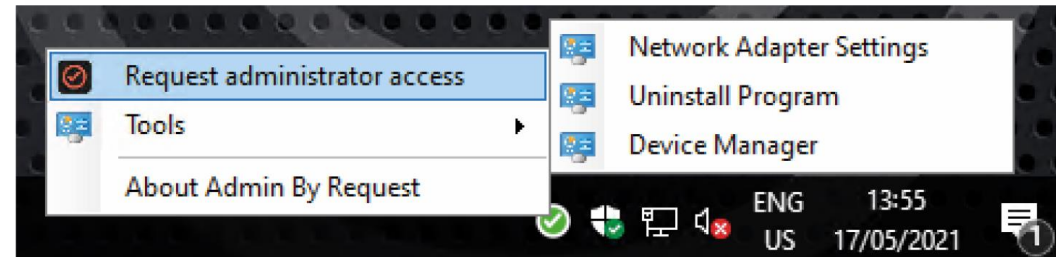 Request administrator access
Tools
About Admin By Request
Network Adapter Settings
Uninstall Program
Device Manager
ENG
US
13:55
17/05/2021
1